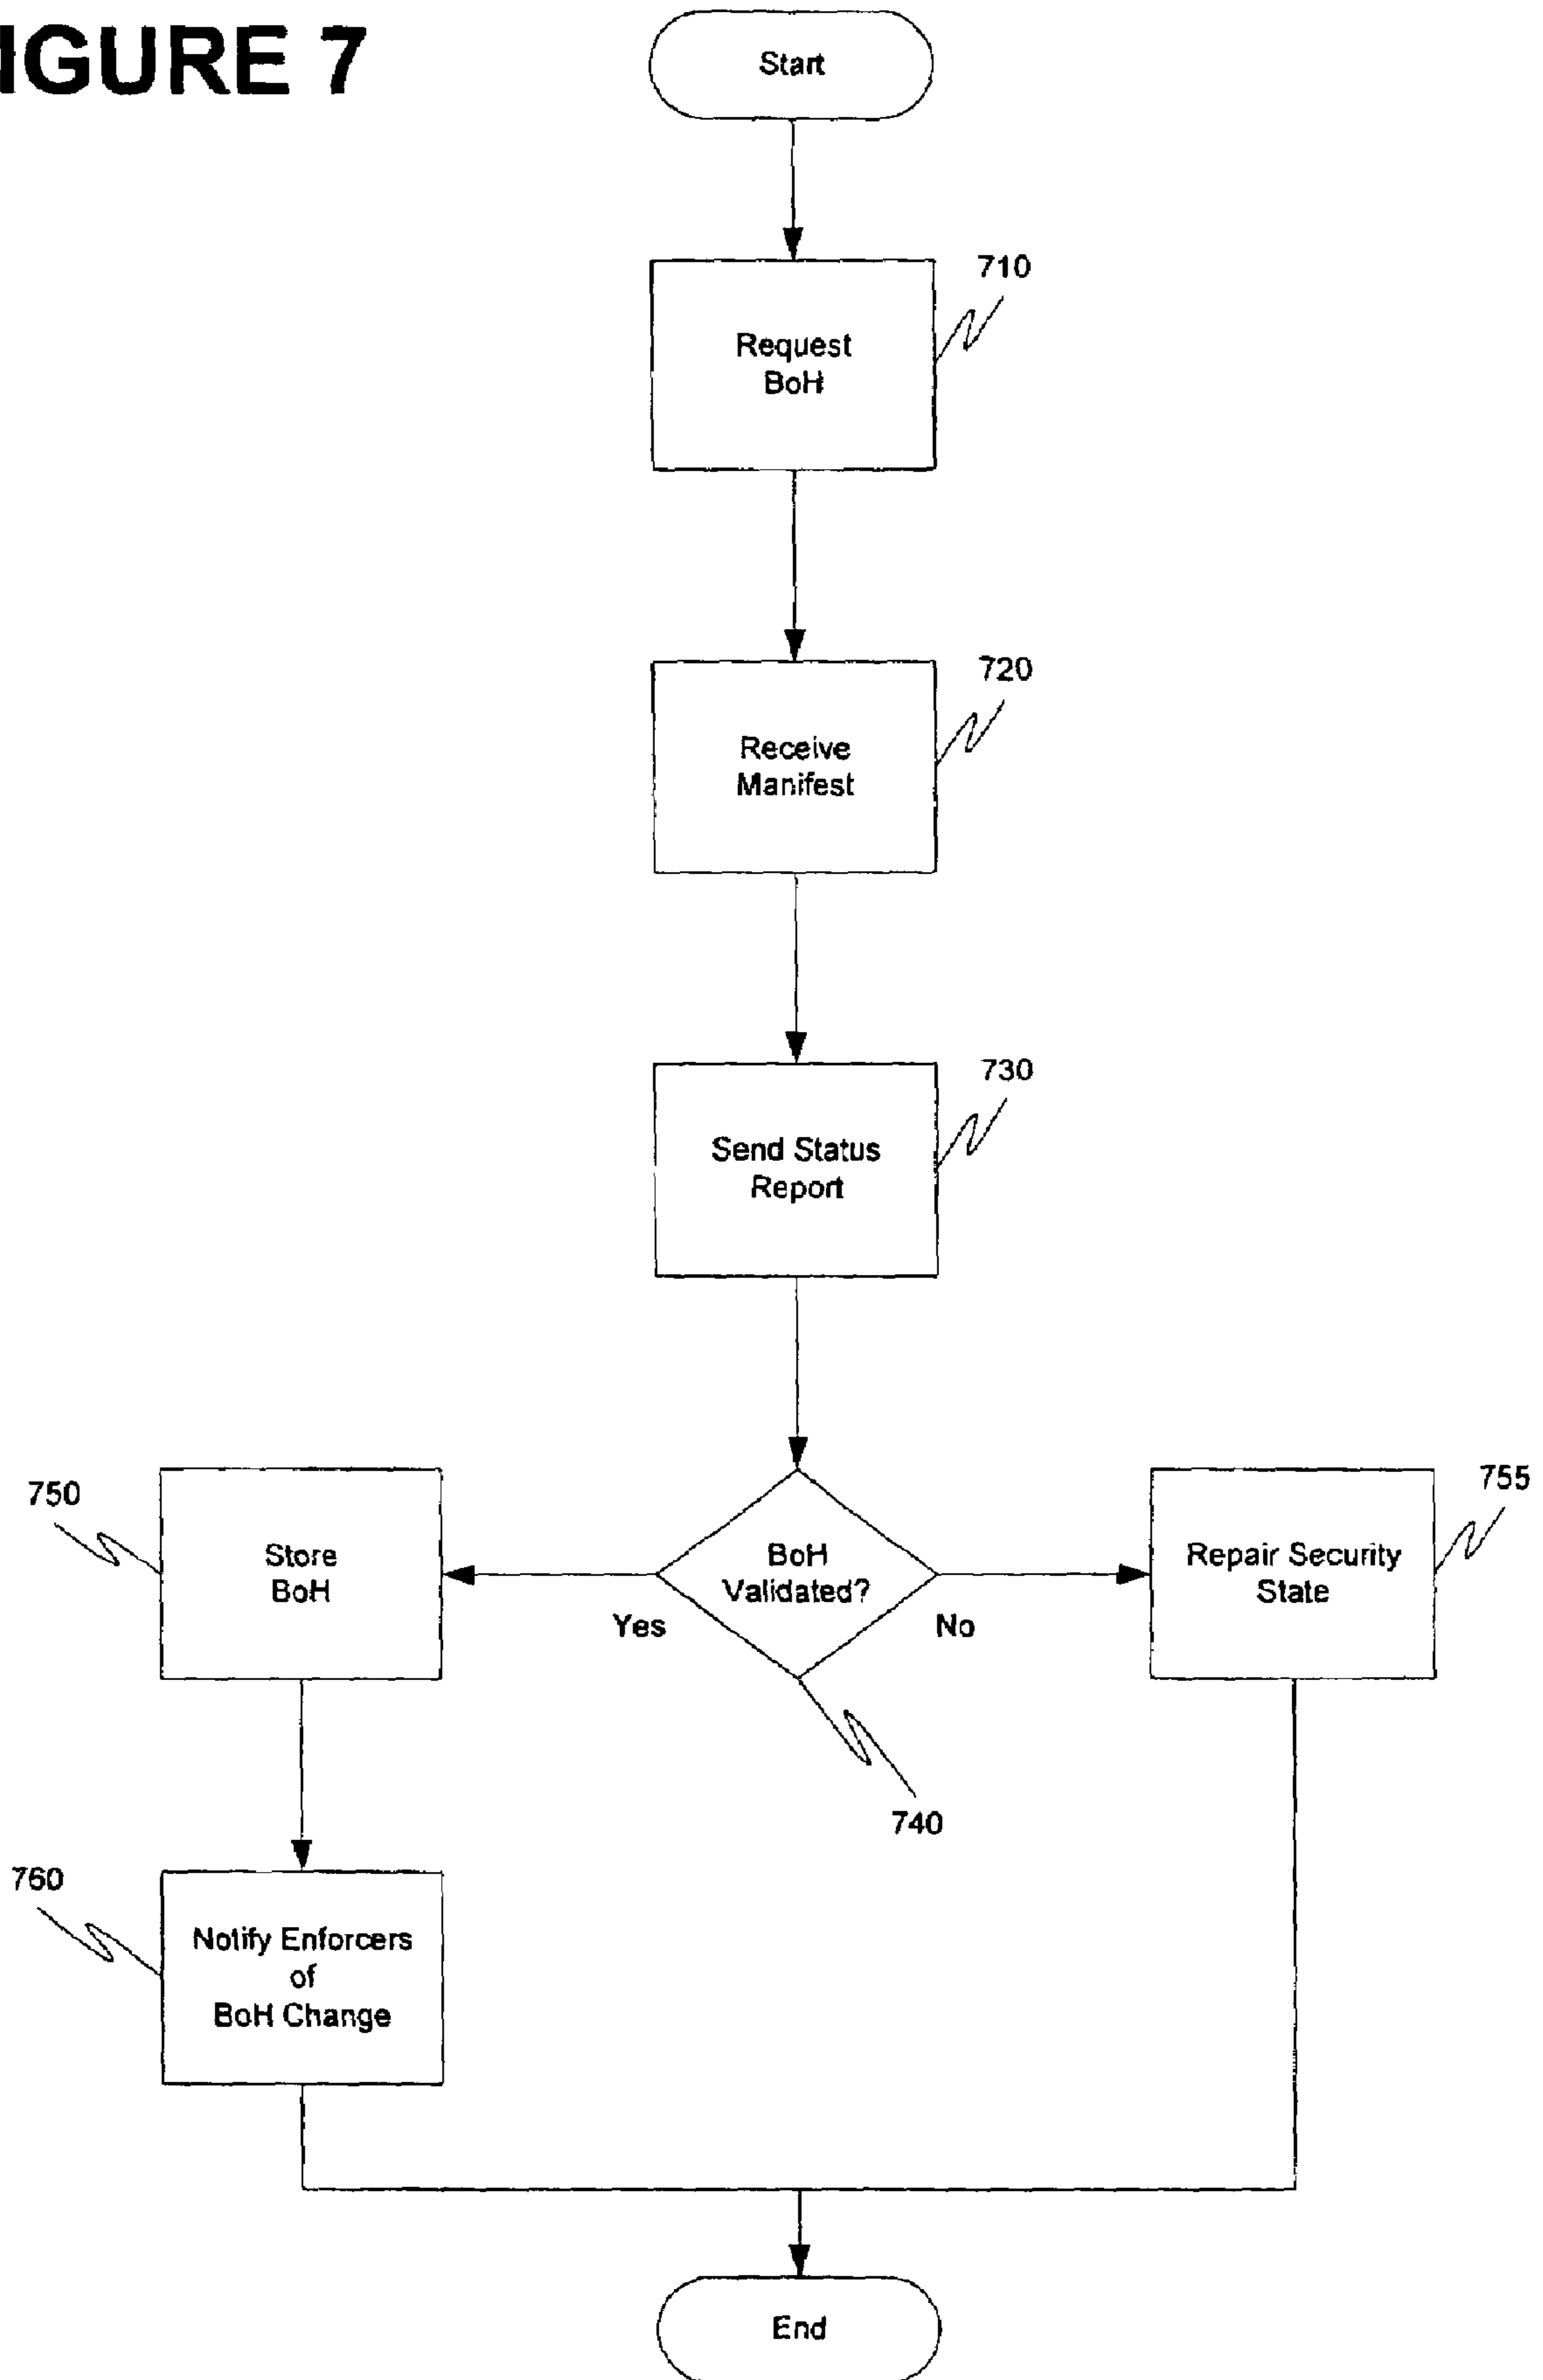 IGURE 7
Start
710
Request
BoH
720
Receive
Manifest
730
Send Status
Report
750
Store
BoH
BoH
Validated?
Yes
No
755
Repair Security
State
740
760
Notify Enforcers
of
BoH Change
End